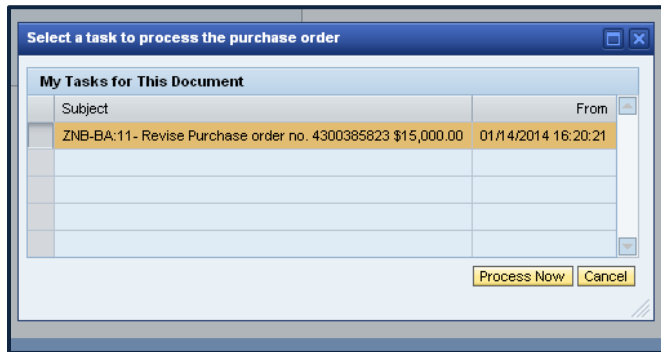 Select a task to process the purchase order
My Tasks for This Document
Subject From
ZNB-BA:11- Revise Purchase order no. 4300385823 $15,000.00 01/14/2014 16:20:21
Process Now Cancel